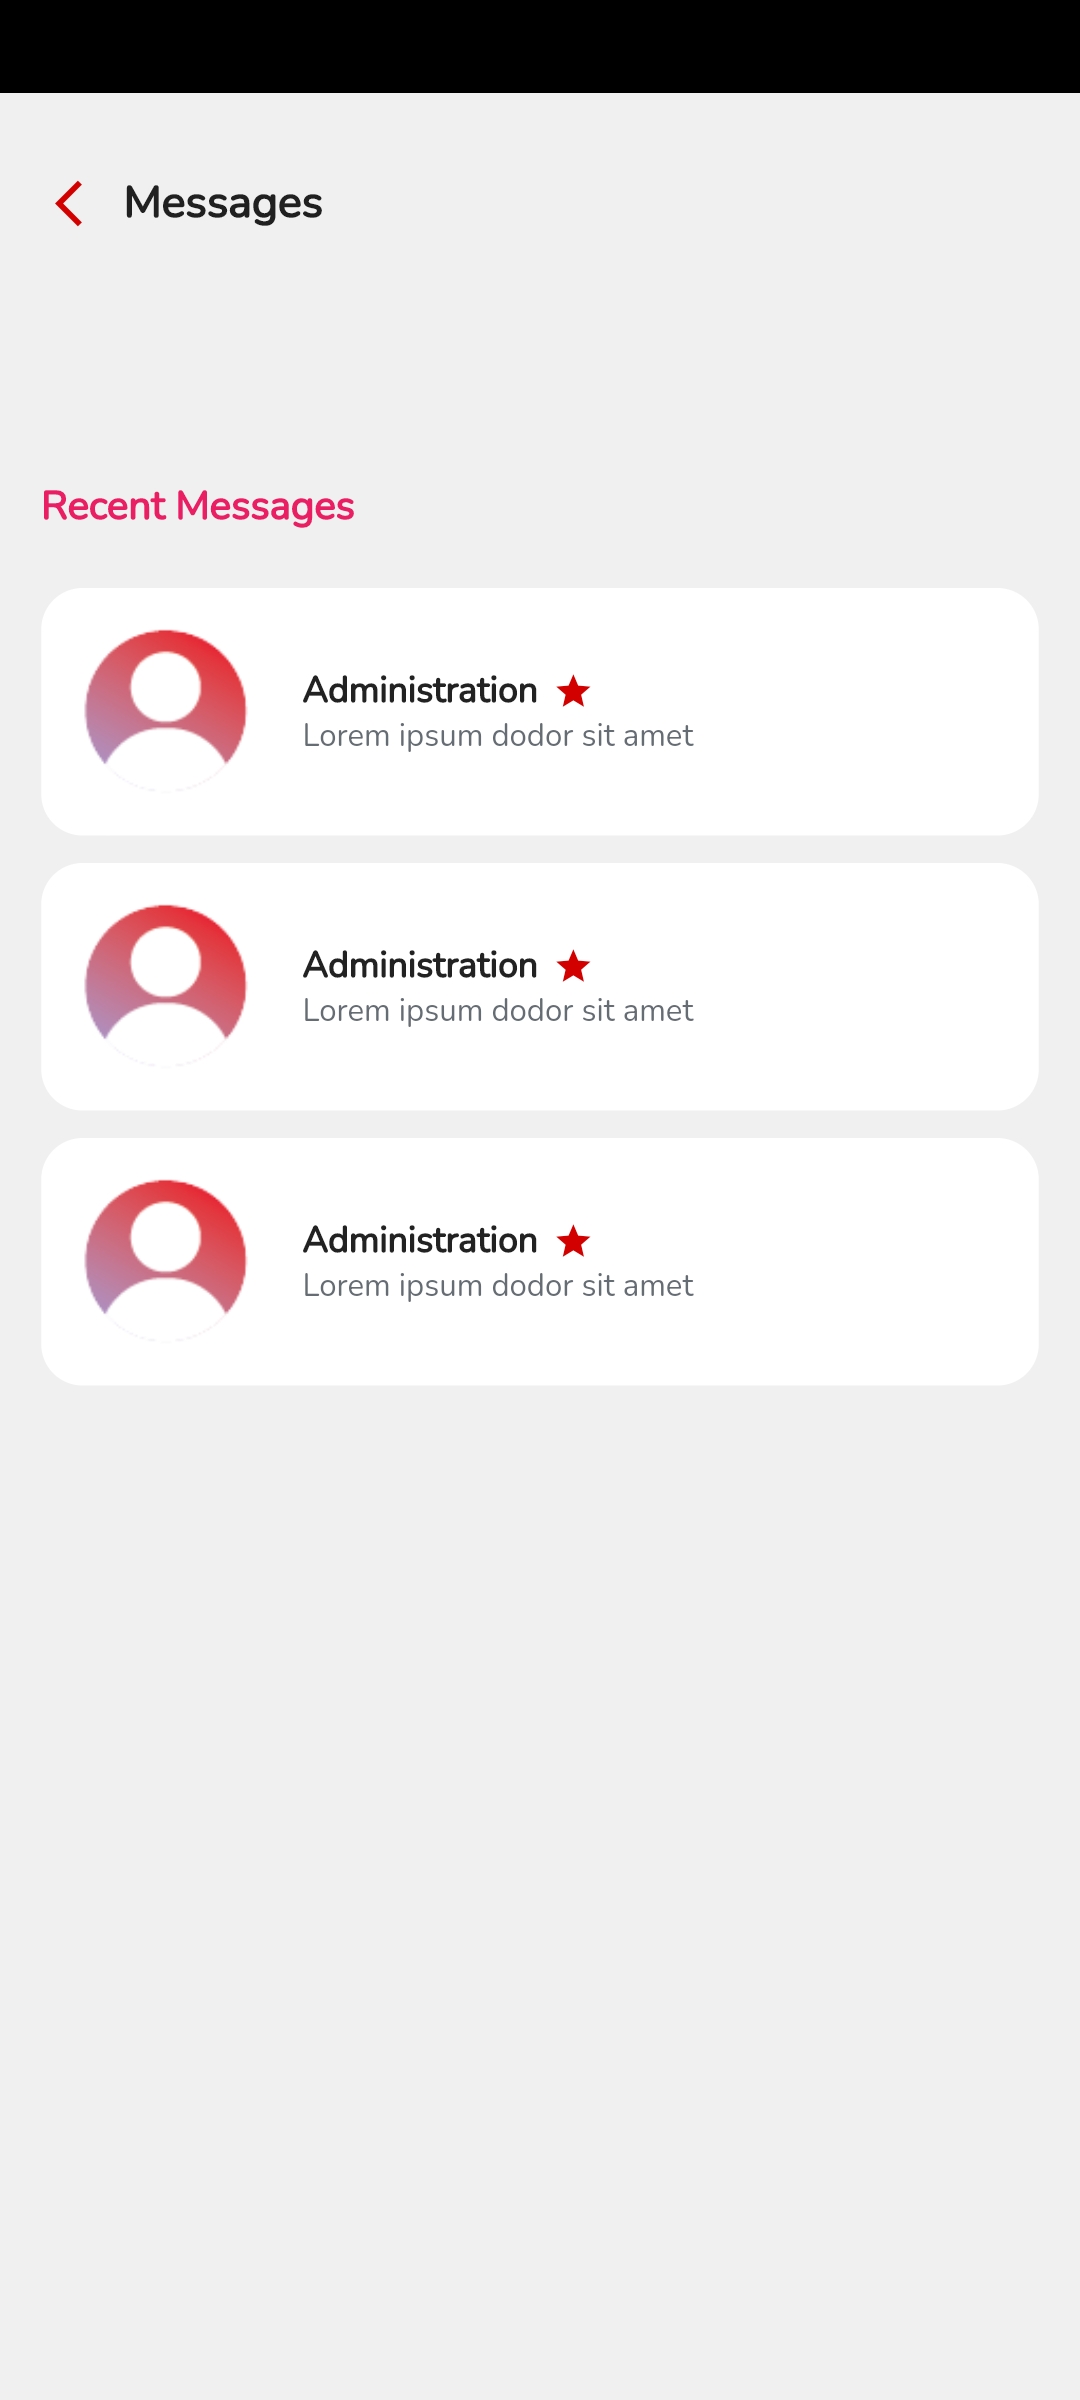 Messages
Recent Messages
Administration
Lorem ipsum dodor sit amet
Administration
Lorem ipsum dodor sit amet
Administration
Lorem ipsum dodor sit amet